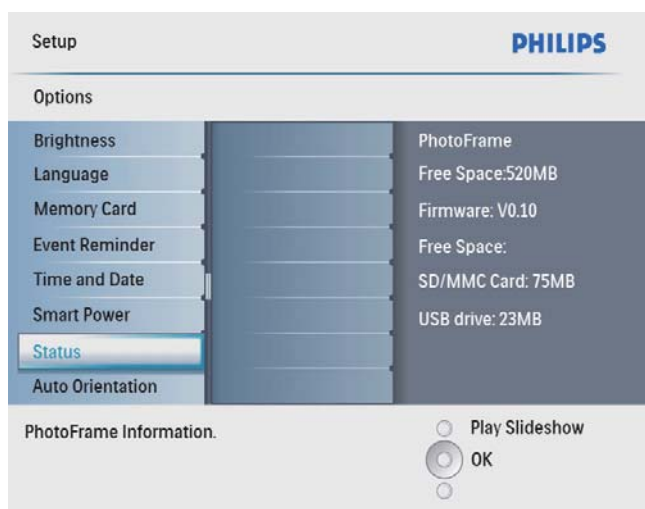 Setup
PHILIPS
Options
Brightness
Language
Memory Card
Event Reminder
Time and Date
Smart Power
Status
Auto Orientation
PhotoFrame
Free Space:520MB
Firmware: V0.10
Free Space:
SD/MMC Card: 75MB
USB drive: 23MB
PhotoFrame Information.
Play Slideshow
OK